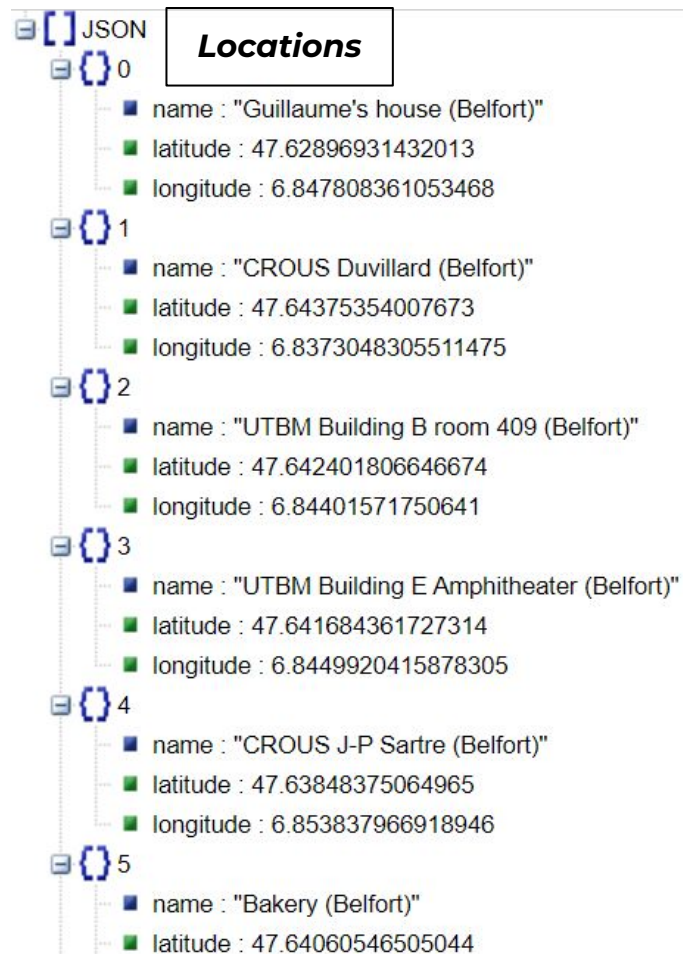 JSON
Locations
0
name : "Guillaume's house (Belfort)"
latitude : 47.62896931432013
longitude : 6.847808361053468
1
name : "CROUS Duvillard (Belfort)"
latitude : 47.64375354007673
longitude : 6.8373048305511475
2
name : "UTBM Building B room 409 (Belfort)"
latitude : 47.642401806646674
longitude : 6.84401571750641
3
name : "UTBM Building E Amphitheater (Belfort)"
latitude : 47.641684361727314
longitude : 6.8449920415878305
4
name : "CROUS J-P Sartre (Belfort)"
latitude : 47.63848375064965
longitude : 6.853837966918946
5
name : "Bakery (Belfort)"
latitude : 47.64060546505044